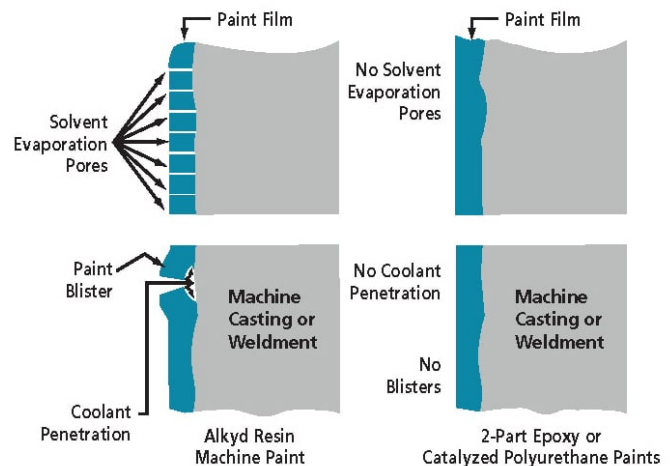 Paint Film
Solvent
Evaporation
Pores
Paint
Blister
Machine
Casting or
Weldment
Coolant
Penetration
Alkyd Resin
Machine Paint
Paint Film
No Solvent
Evaporation
Pores
No Coolant
Penetration
Machine
Casting or
Weldment
No
Blisters
2-Part Epoxy or
Catalyzed Polyurethane Paints